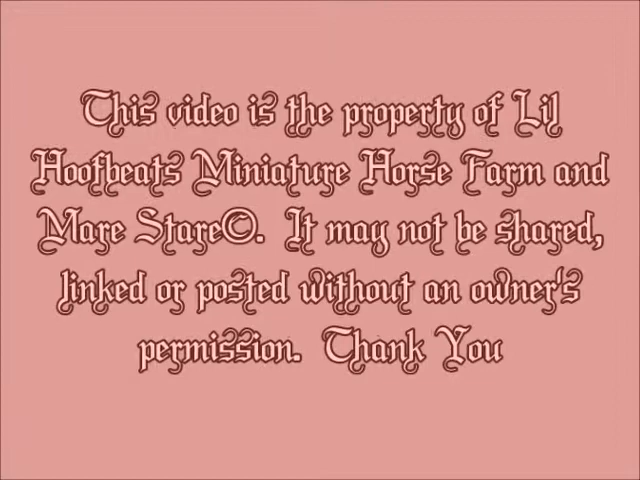 This video is the property of Lil
Hoofbeats Miniature Horse Farm and
Mare Stare©. It may not be shared,
linked or posted without an owner's
permission. Thank You